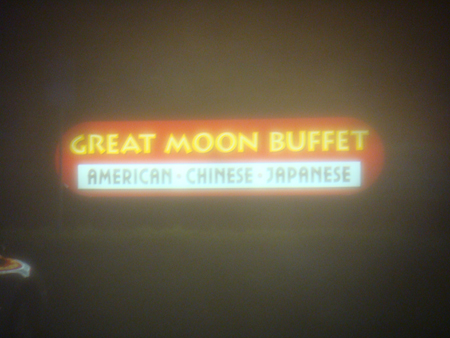 GREAT MOON BUFFET
AMERICAN · CHINESE · JAPANESE